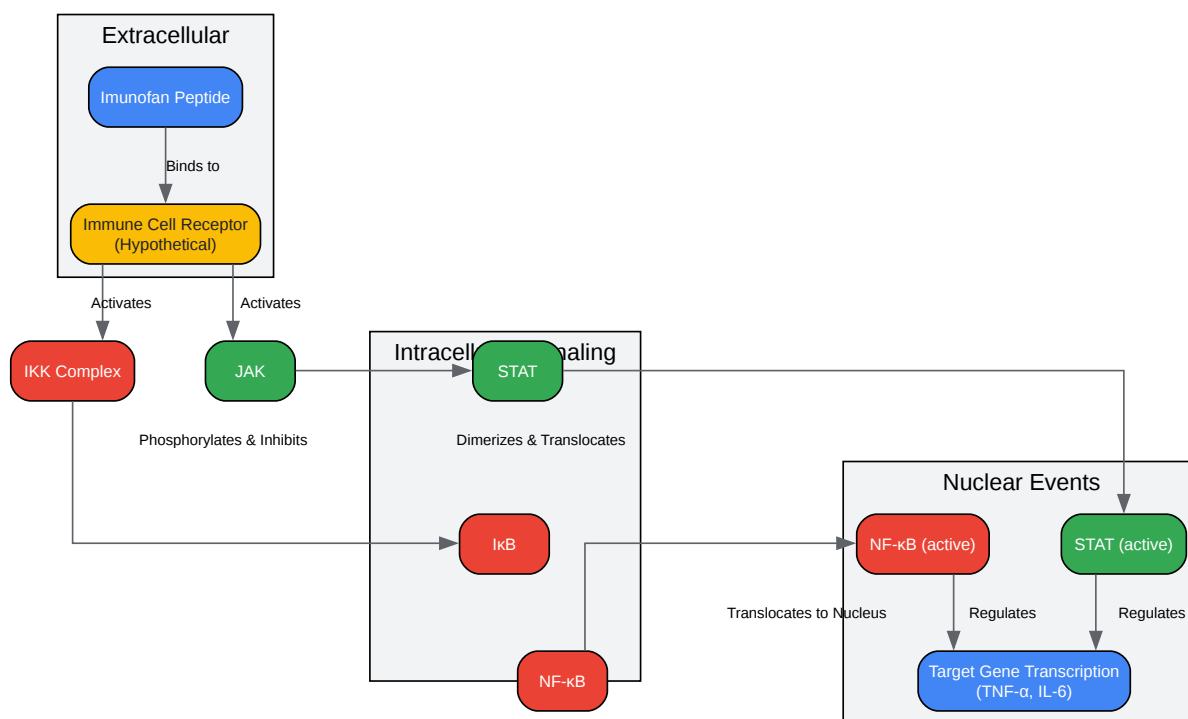 Extracellular
Imunofan Peptide
Binds to
Immune Cell Receptor
(Hypothetical)
Activates
Activates
IKK Complex
JAK
Intracell
naling
STAT
Phosphorylates & Inhibits
Dimerizes & Translocates
Nuclear Events
IκB
NF-κB (active)
STAT (active)
Translocates to Nucleus
Regulates
Regulates
NF-κB
Target Gene Transcription
(TNF-α, IL-6)